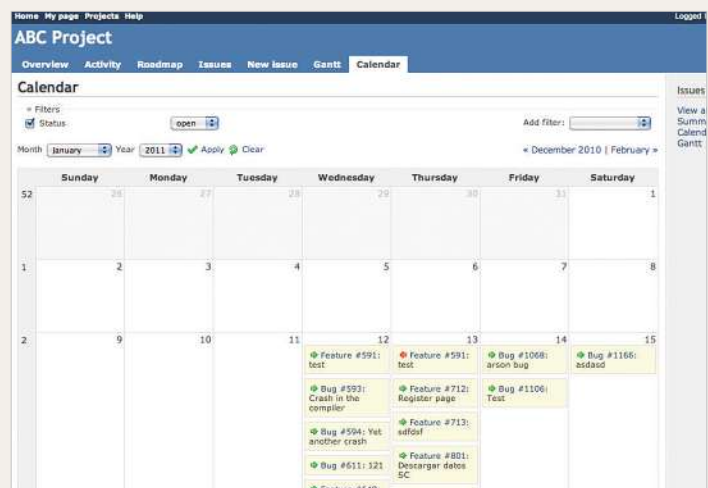 Home My page Projects Help
Logged
ABC Project
Overview Activity Roadmap Issues New issue Gantt Calendar
Calendar
Filters
Status open Add filter:
Month January Year 2011 Apply Clear « December 2010 | February »
Issues
View a
Summ
Calend
Gantt
Sunday Monday Tuesday Wednesday Thursday Friday Saturday
52 26 27 28 29 30 31 1
1 2 3 4 5 6 7 8
2 9 10 11 12 13 14 15
Feature #591:
test
Bug #593:
Crash in the
compiler
Bug #594: Yet
another crash
Bug #611: 121
Feature #591:
test
Feature #712:
Register page
Feature #713:
sdfdsf
Feature #801:
Descargar datos
SC
Bug #1068:
arson bug
Bug #1106:
Test
Bug #1166:
asdasd